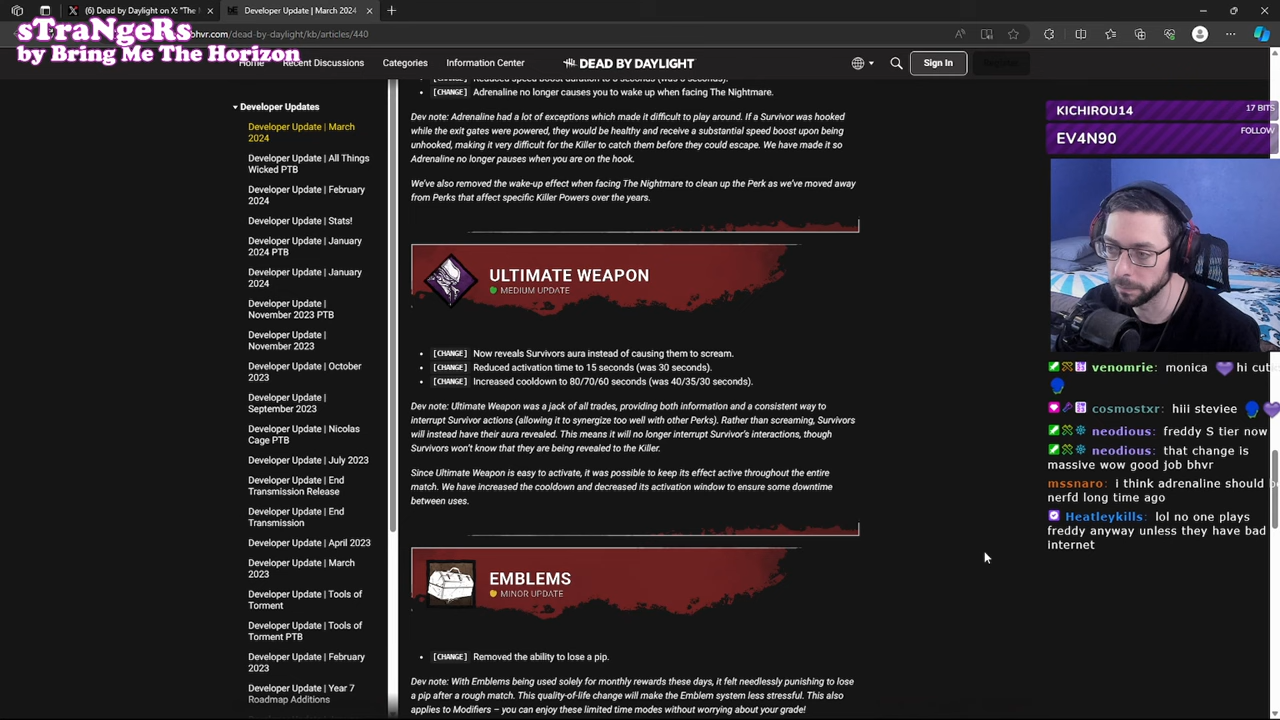 (6) Dead by Daylight on X: "The
Developer Update | March 2024
sTraNgeRs
by Bring Me The Horizon
bhvr.com/dead-by-daylight/kb/articles/440
Home
Recent Discussions
Categories
Information Center
DEAD BY DAYLIGHT
Sign In
Register
Developer Updates
Developer Update | March
2024
Developer Update | All Things
Wicked PTB
Developer Update | February
2024
Developer Update | Stats!
Developer Update | January
2024 PTB
Developer Update | January
2024
Developer Update |
November 2023 PTB
Developer Update |
November 2023
Developer Update | October
2023
Developer Update |
September 2023
Developer Update | Nicolas
Cage PTB
Developer Update | July 2023
Developer Update | End
Transmission Release
Developer Update | End
Transmission
Developer Update | April 2023
Developer Update | March
2023
Developer Update | Tools of
Torment
Developer Update | Tools of
Torment PTB
Developer Update | February
2023
Developer Update | Year 7
Roadmap Additions
[CHANGE] Adrenaline no longer causes you to wake up when facing The Nightmare.
Dev note: Adrenaline had a lot of exceptions which made it difficult to play around. If a Survivor was hooked
while the exit gates were powered, they would be healthy and receive a substantial speed boost upon being
unhooked, making it very difficult for the Killer to catch them before they could escape. We have made it so
Adrenaline no longer pauses when you are on the hook.
We've also removed the wake-up effect when facing The Nightmare to clean up the Perk as we've moved away
from Perks that affect specific Killer Powers over the years.
ULTIMATE WEAPON
MEDIUM UPDATE
[CHANGE] Now reveals Survivors aura instead of causing them to scream.
[CHANGE] Reduced activation time to 15 seconds (was 30 seconds).
[CHANGE] Increased cooldown to 80/70/60 seconds (was 40/35/30 seconds).
Dev note: Ultimate Weapon was a jack of all trades, providing both information and a consistent way to
interrupt Survivor actions (allowing it to synergize too well with other Perks). Rather than screaming, Survivors
will instead have their aura revealed. This means it will no longer interrupt Survivor's interactions, though
Survivors won't know that they are being revealed to the Killer.
Since Ultimate Weapon is easy to activate, it was possible to keep its effect active throughout the entire
match. We have increased the cooldown and decreased its activation window to ensure some downtime
between uses.
EMBLEMS
MINOR UPDATE
[CHANGE] Removed the ability to lose a pip.
Dev note: With Emblems being used solely for monthly rewards these days, it felt needlessly punishing to lose
a pip after a rough match. This quality-of-life change will make the Emblem system less stressful. This also
applies to Modifiers – you can enjoy these limited time modes without worrying about your grade!
KICHIROU14
17 BITS
EV4N90
FOLLOW
venomrie: monica hi cut
cosmostxr: hiii steviee
neodious: freddy S tier now
neodious: that change is
massive wow good job bhvr
mssnaro: i think adrenaline should
nerfd long time ago
Heatleykills: lol no one plays
freddy anyway unless they have bad
internet